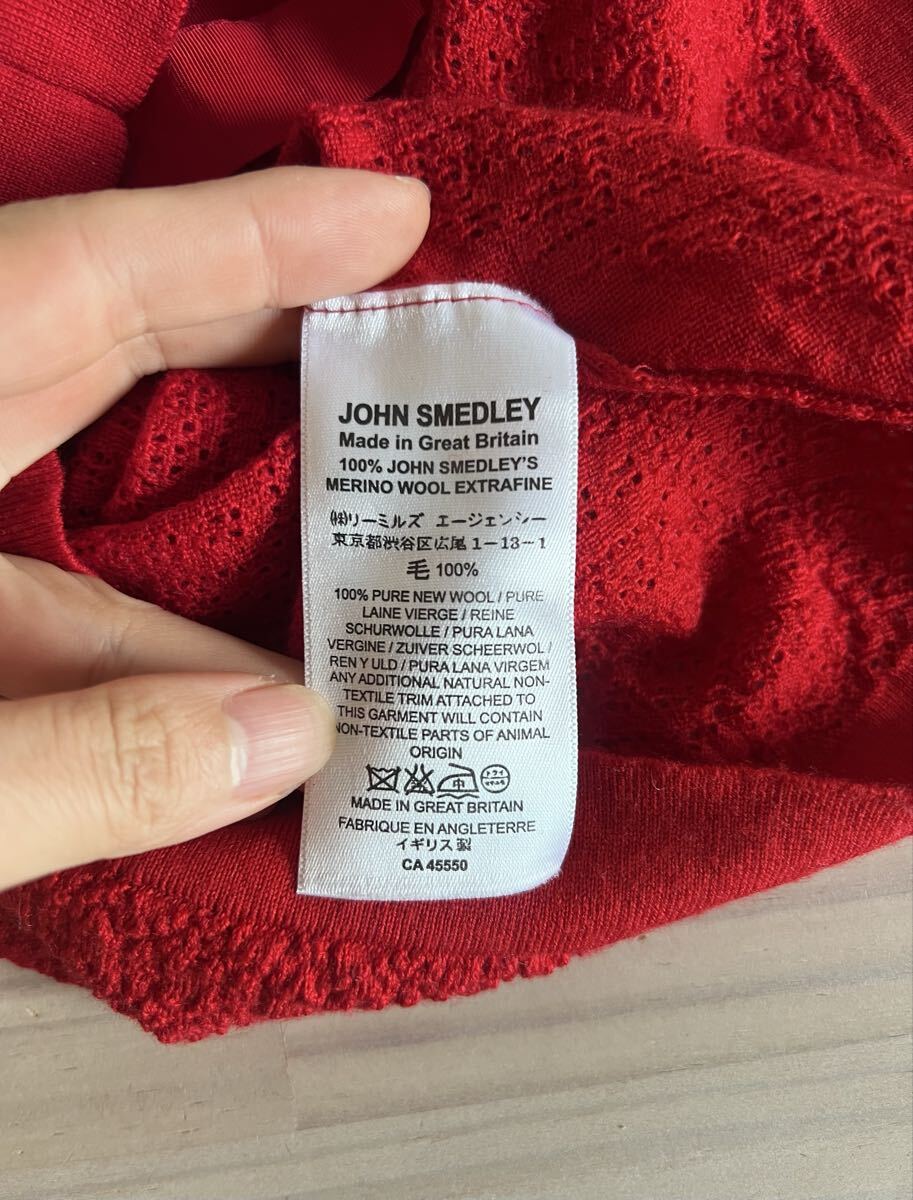 JOHN SMEDLEY
Made in Great Britain
100% JOHN SMEDLEY'S
MERINO WOOL EXTRAFINE
㈱リーミルズ エージェンシー
東京都渋谷区広尾1-13-1
毛 100%
100% PURE NEW WOOL / PURE
LAINE VIERGE / REINE
SCHURWOLLE / PURA LANA
VERGINE / ZUIVER SCHEERWOL /
REN Y ULD / PURA LANA VIRGEM
ANY ADDITIONAL NATURAL NON-
TEXTILE TRIM ATTACHED TO
THIS GARMENT WILL CONTAIN
NON-TEXTILE PARTS OF ANIMAL
ORIGIN
中 ドライ
MADE IN GREAT BRITAIN
FABRIQUE EN ANGLETERRE
イギリス製
CA 45550